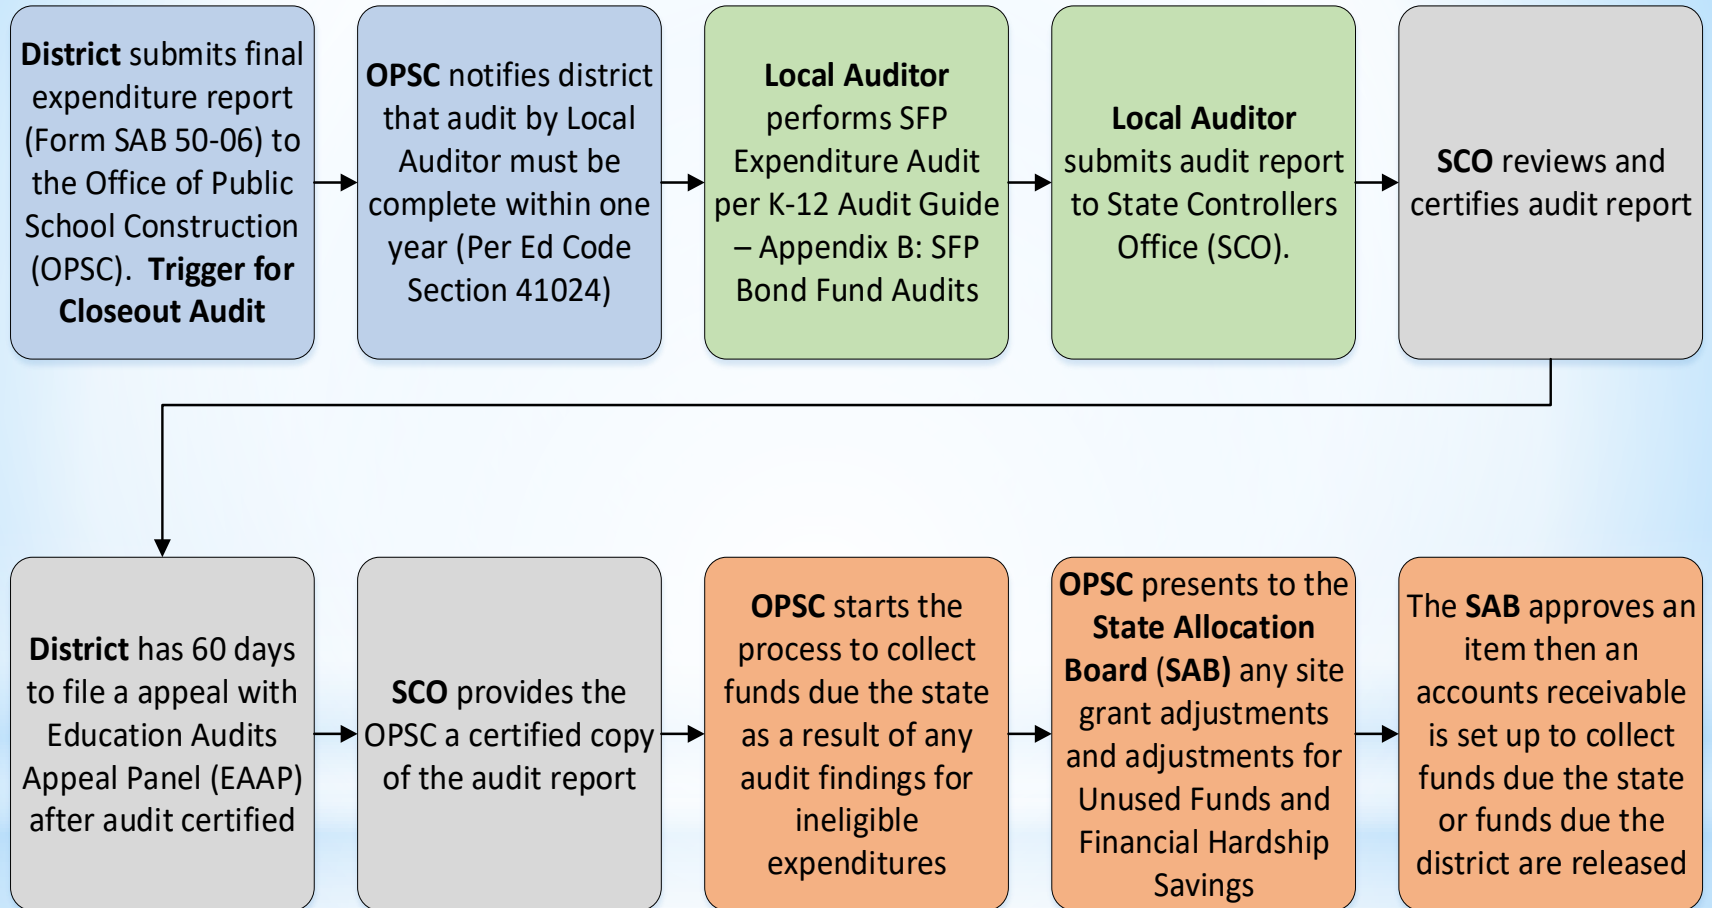 District submits final
expenditure report
(Form SAB 50-06) to
the Office of Public
School Construction
(OPSC).  Trigger for
Closeout Audit
OPSC notifies district
that audit by Local
Auditor must be
complete within one
year (Per Ed Code
Section 41024)
Local Auditor
performs SFP
Expenditure Audit
per K-12 Audit Guide
– Appendix B: SFP
Bond Fund Audits
Local Auditor
submits audit report
to State Controllers
Office (SCO).
SCO reviews and
certifies audit report
District has 60 days
to file a appeal with
Education Audits
Appeal Panel (EAAP)
after audit certified
SCO provides the
OPSC a certified copy
of the audit report
OPSC starts the
process to collect
funds due the state
as a result of any
audit findings for
ineligible
expenditures
OPSC presents to the
State Allocation
Board (SAB) any site
grant adjustments
and adjustments for
Unused Funds and
Financial Hardship
Savings
The SAB approves an
item then an
accounts receivable
is set up to collect
funds due the state
or funds due the
district are released